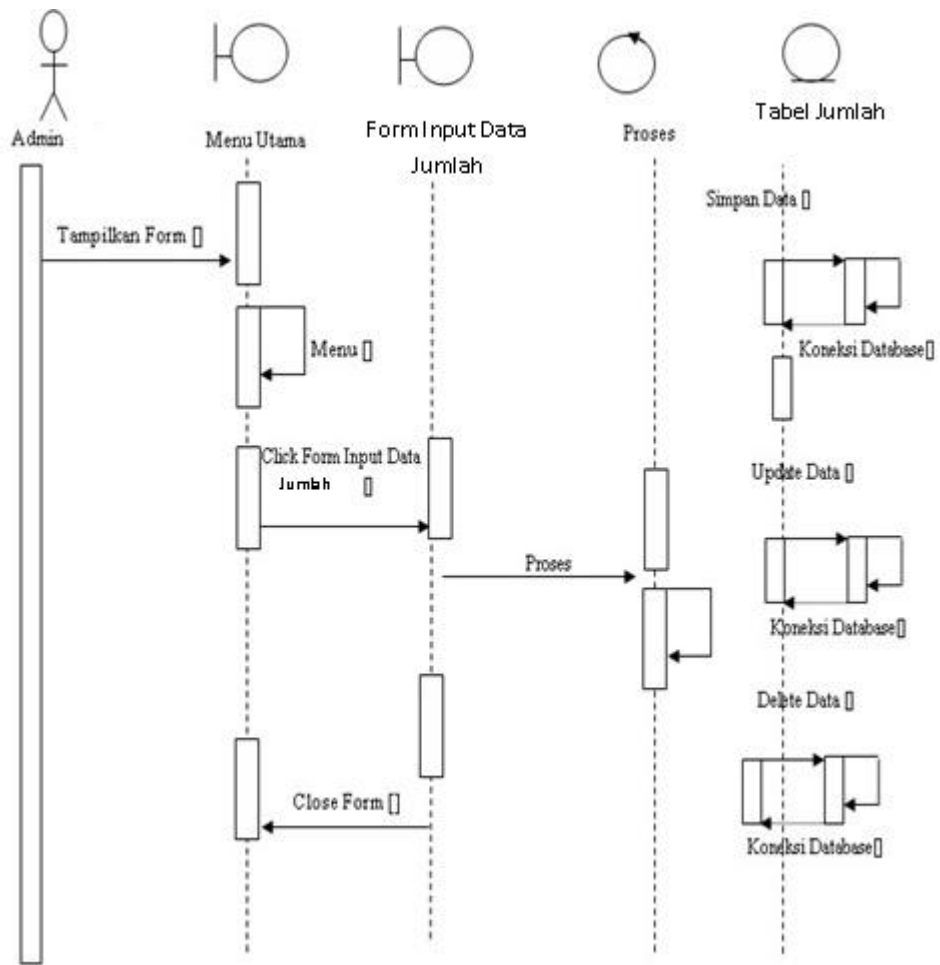 Admin
Menu Utama
Form Input Data
Jumlah
Proses
Tabel Jumlah
Simpan Data []
Tampilkan Form []
Menu []
Koneksi Database[]
Click Form Input Data
Jumlah []
Update Data []
Proses
Koneksi Database[]
Delete Data []
Close Form []
Koneksi Database[]